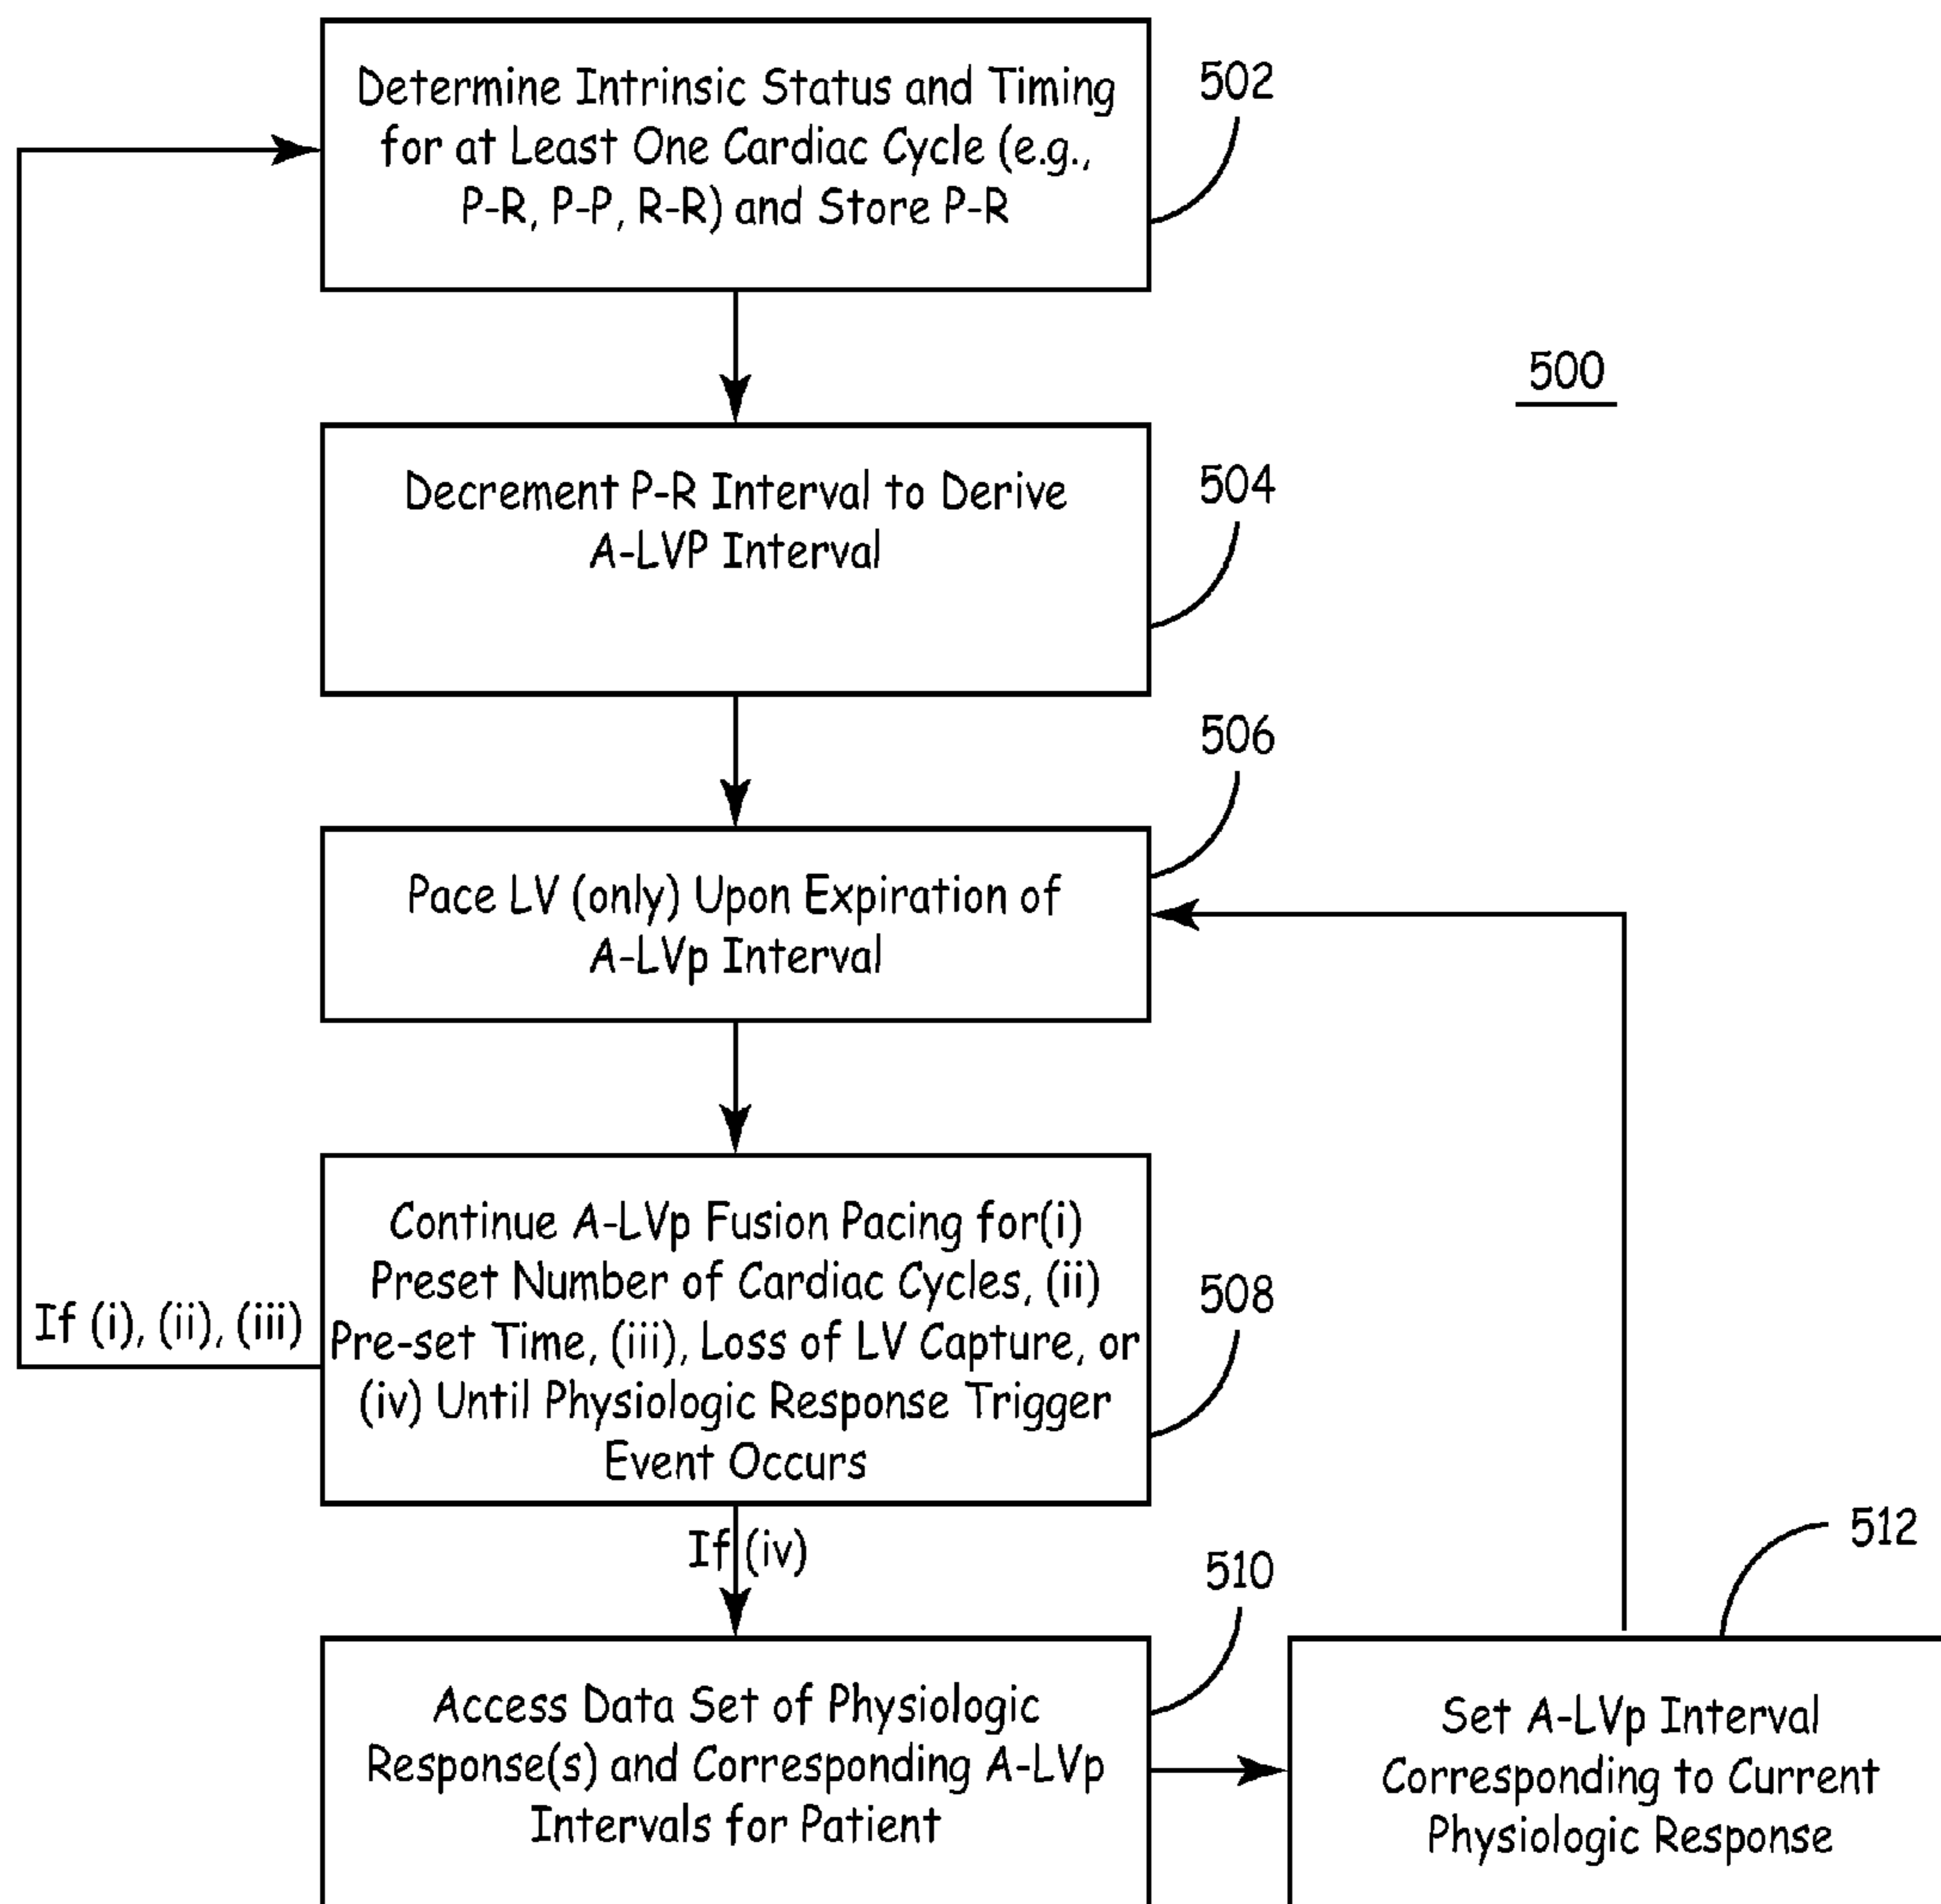 Determine Intrinsic Status and Timing
for at Least One Cardiac Cycle (e.g.,
P-R, P-P, R-R) and Store P-R
502
500
Decrement P-R Interval to Derive
A-LVP Interval
504
506
Pace LV (only) Upon Expiration of
A-LVp Interval
Continue A-LVp Fusion Pacing for(i)
Preset Number of Cardiac Cycles, (ii)
Pre-set Time, (iii), Loss of LV Capture, or
(iv) Until Physiologic Response Trigger
Event Occurs
508
If (i), (ii), (iii)
If (iv)
510
512
Access Data Set of Physiologic
Response(s) and Corresponding A-LVp
Intervals for Patient
Set A-LVp Interval
Corresponding to Current
Physiologic Response